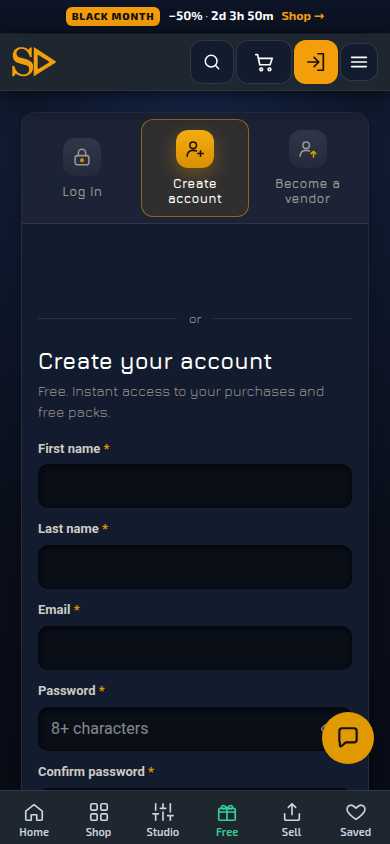 BLACK MONTH −50% · 2d 3h 50m Shop →
S
Log In
Create account
Become a vendor
or
Create your account
Free. Instant access to your purchases and
free packs.
First name *
Last name *
Email *
Password *
8+ characters
Confirm password *
Home Shop Studio Free Sell Saved